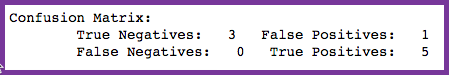 Confusion Matrix:
True Negatives: 3 False Positives: 1
False Negatives: 0 True Positives: 5